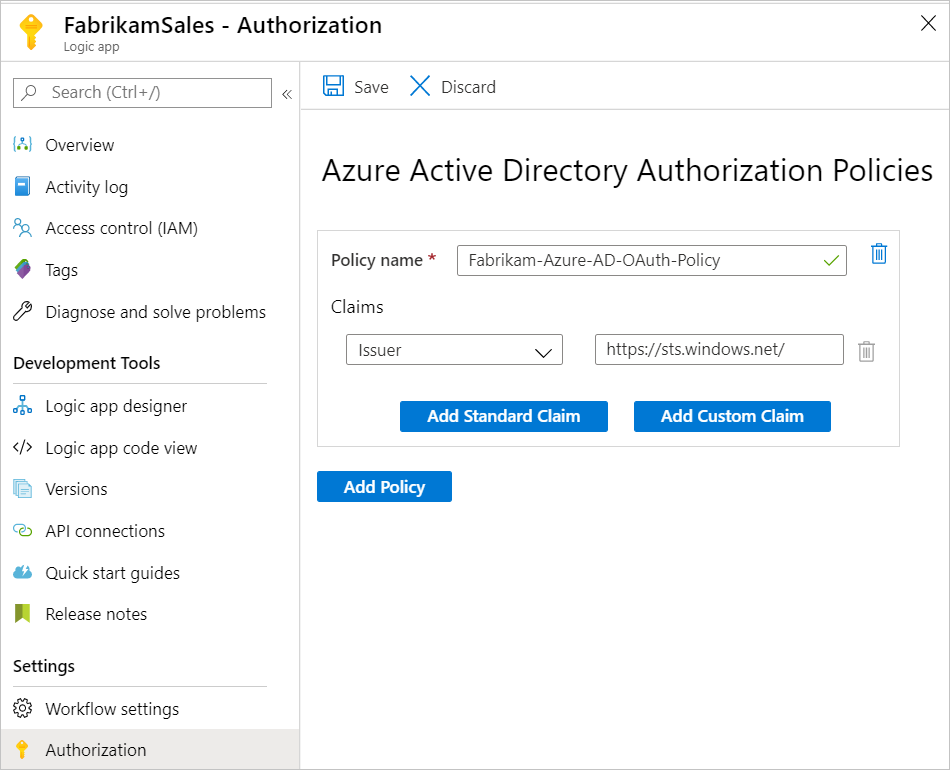 FabrikamSales - Authorization
Logic app
Search (Ctrl+/)
«
Overview
Activity log
Access control (IAM)
Tags
Diagnose and solve problems
Development Tools
Logic app designer
Logic app code view
Versions
API connections
Quick start guides
Release notes
Settings
Workflow settings
Authorization
Save Discard
Azure Active Directory Authorization Policies
Policy name * Fabrikam-Azure-AD-OAuth-Policy
Claims
Issuer https://sts.windows.net/
Add Standard Claim Add Custom Claim
Add Policy